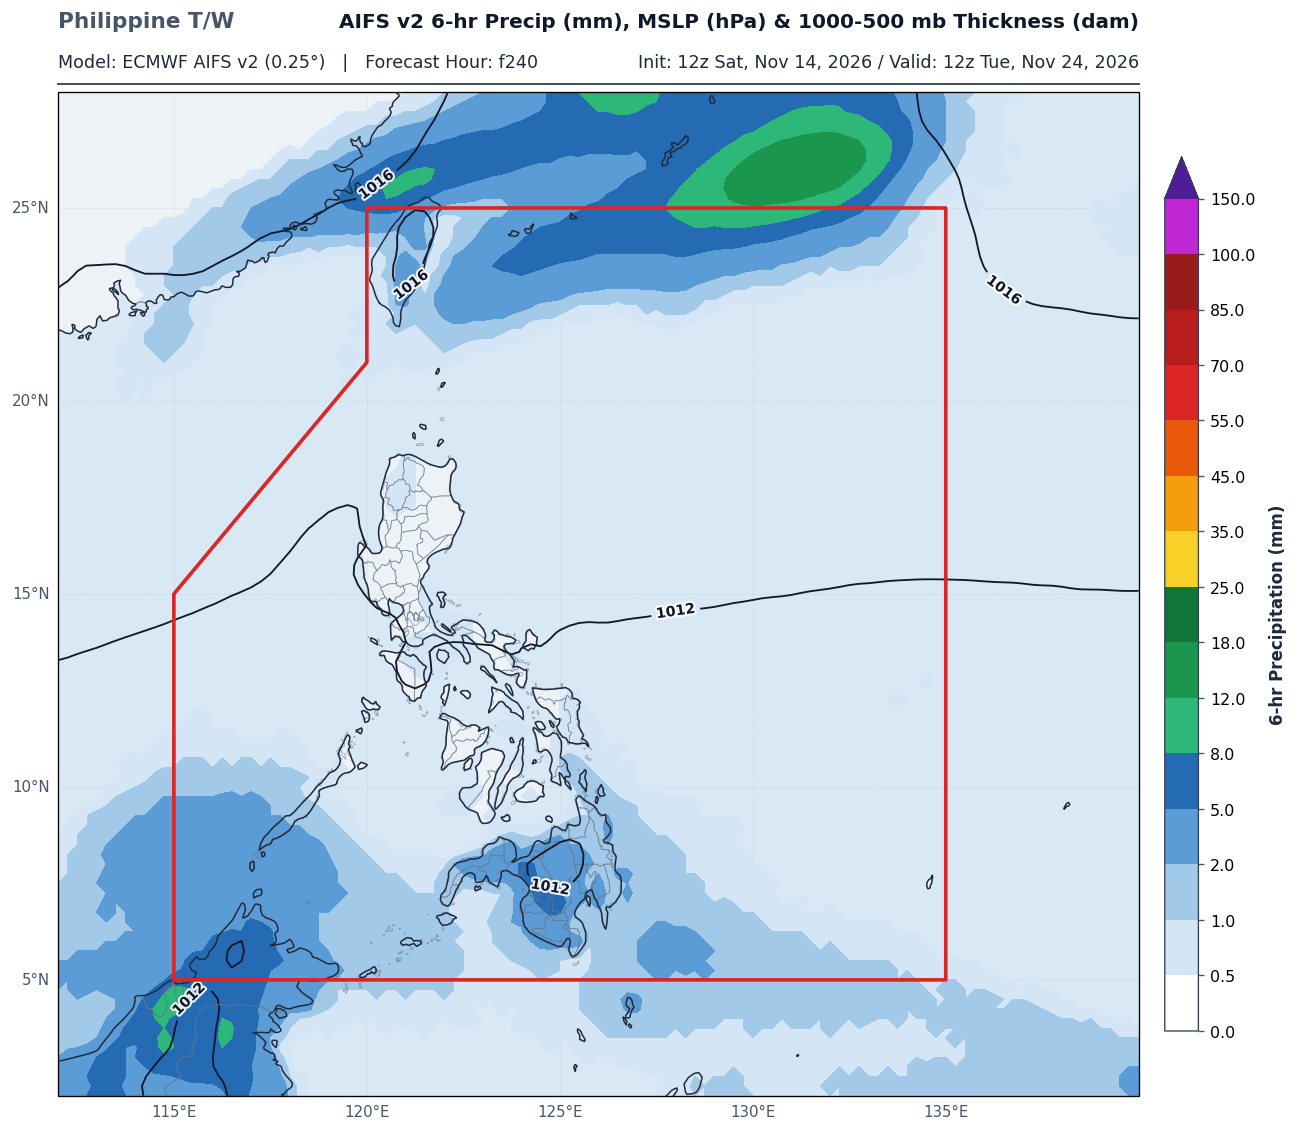 Philippine T/W
AIFS v2 6-hr Precip (mm), MSLP (hPa) & 1000-500 mb Thickness (dam)
Model: ECMWF AIFS v2 (0.25°) | Forecast Hour: f240
Init: 12z Sat, Nov 14, 2026 / Valid: 12z Tue, Nov 24, 2026
1016
1016
1016
1012
1012
1012
25°N
20°N
15°N
10°N
5°N
115°E
120°E
125°E
130°E
135°E
150.0
100.0
85.0
70.0
55.0
45.0
35.0
25.0
18.0
12.0
8.0
5.0
2.0
1.0
0.5
0.0
6-hr Precipitation (mm)